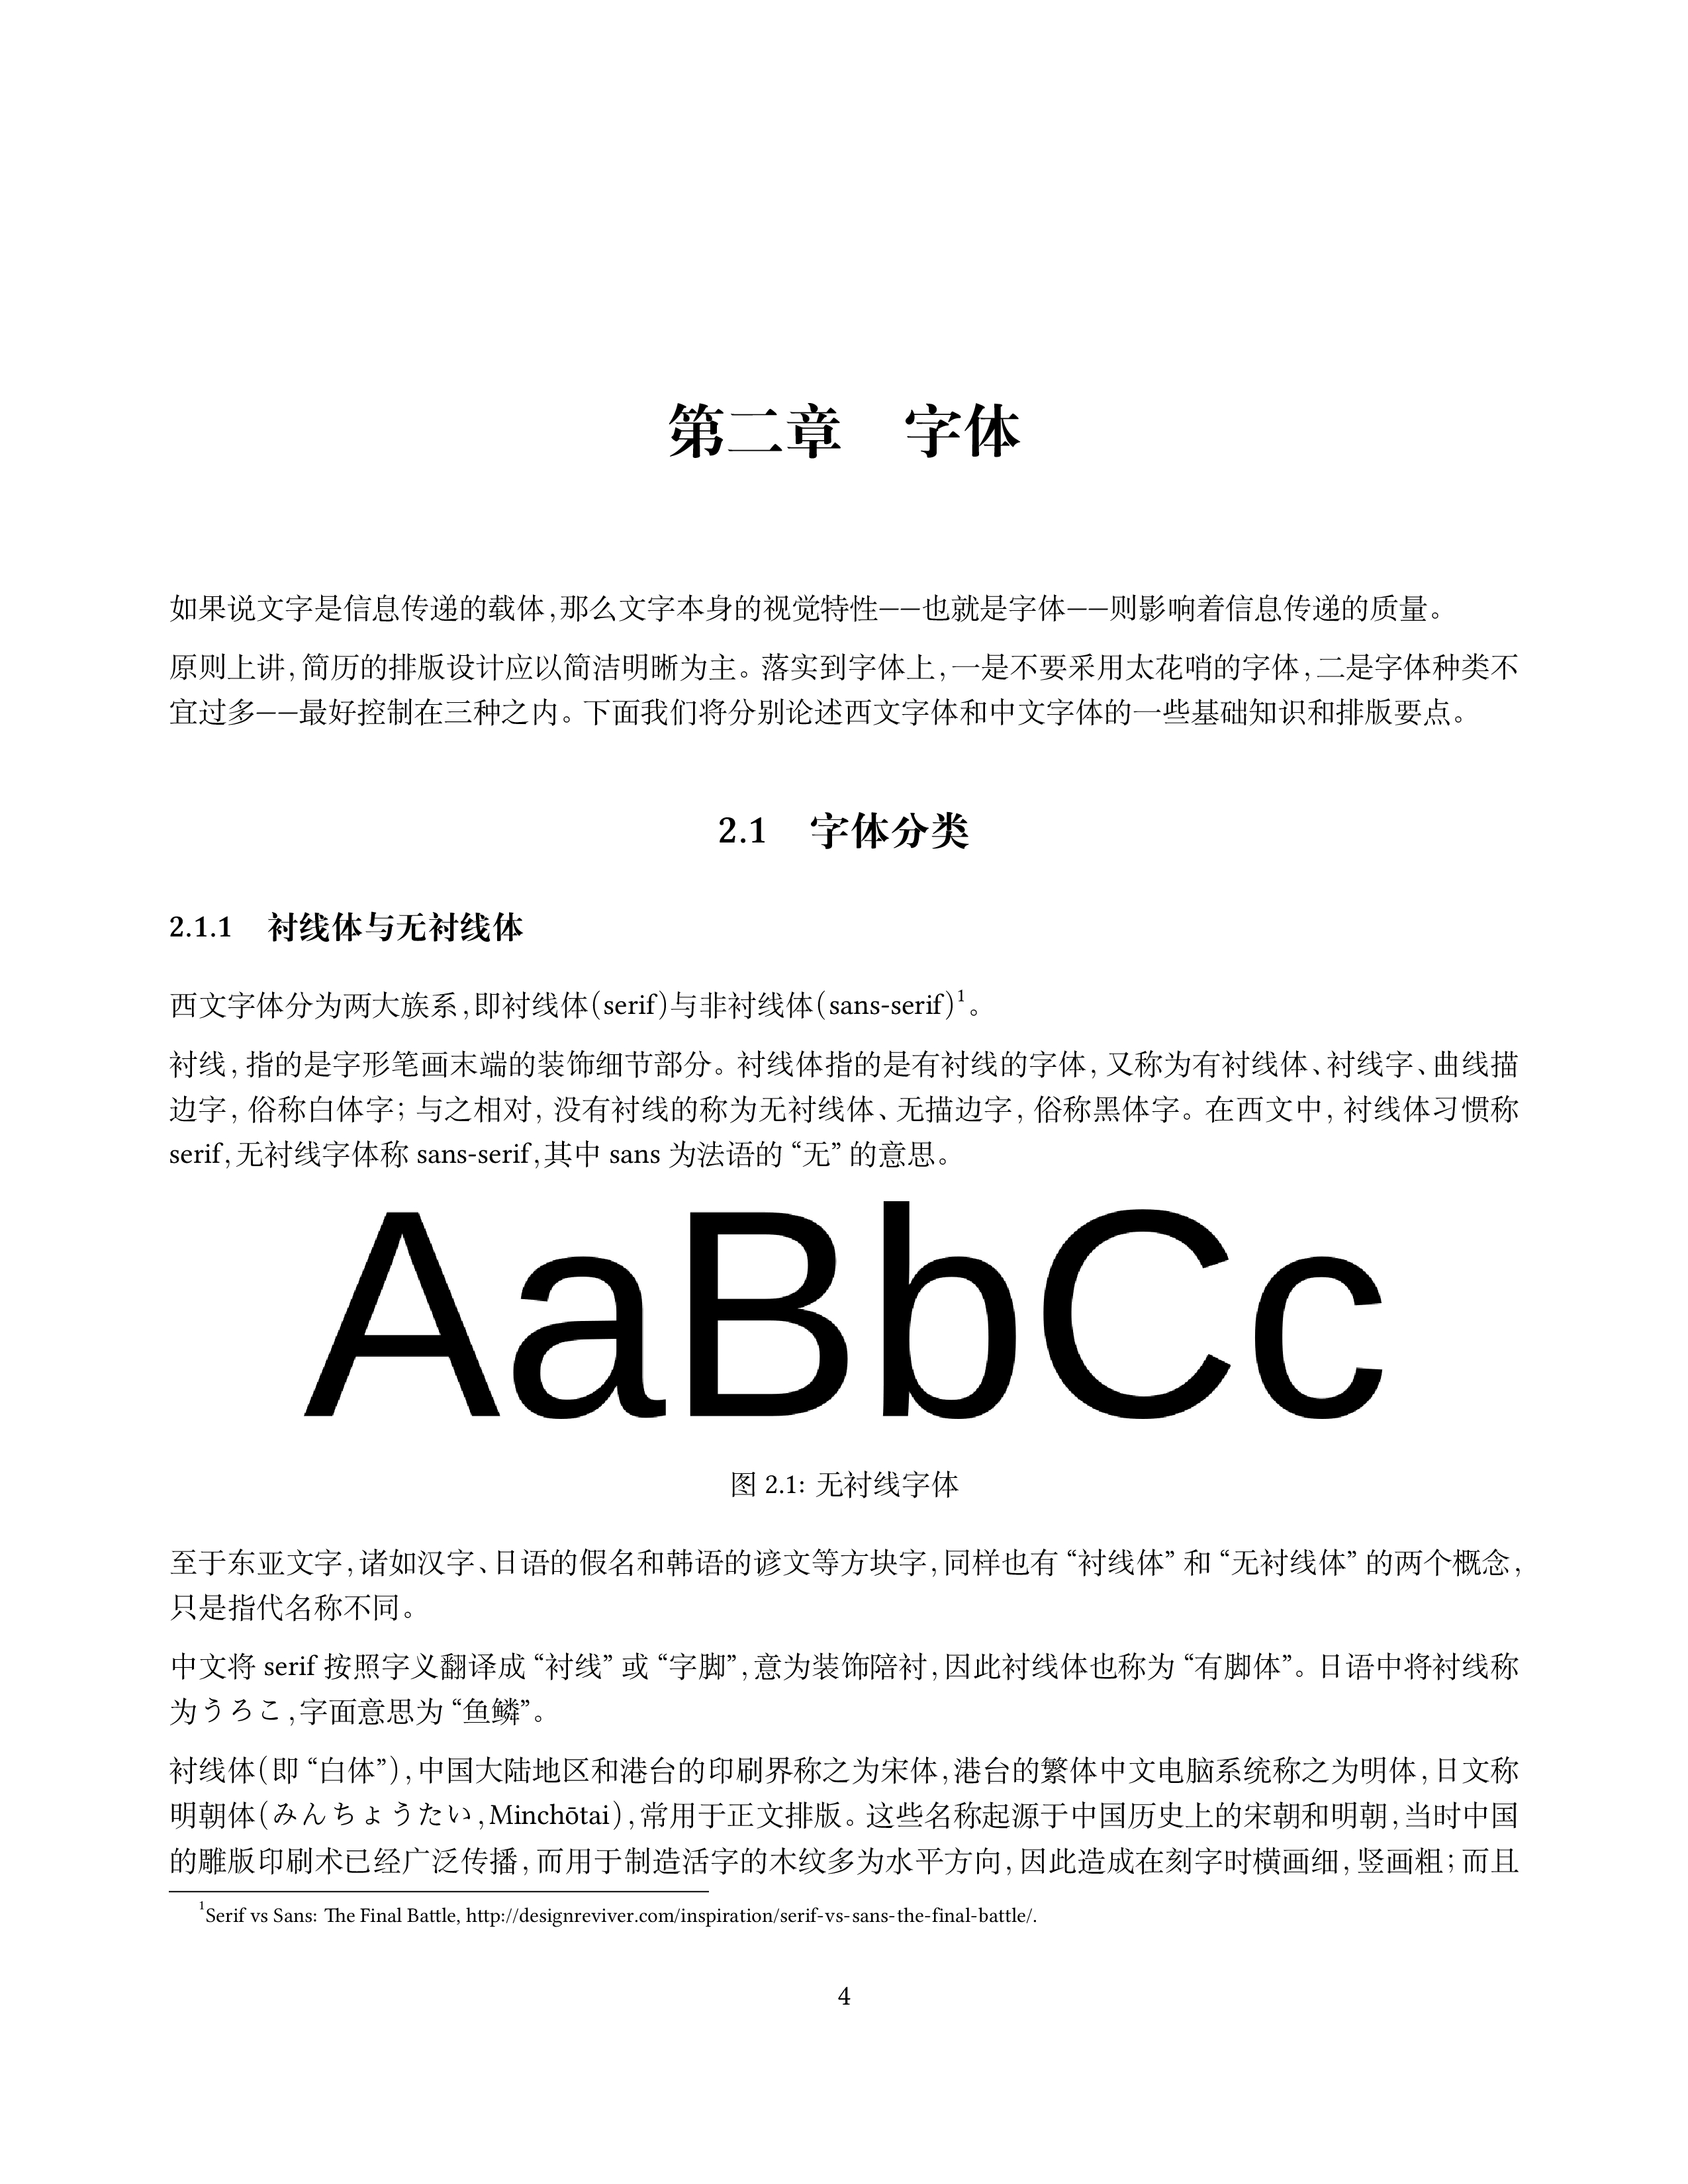 第二章　字体
如果说文字是信息传递的载体,那么文字本身的视觉特性——也就是字体——则影响着信息传递的质量。
原则上讲,简历的排版设计应以简洁明晰为主。落实到字体上,一是不要采用太花哨的字体,二是字体种类不
宜过多——最好控制在三种之内。下面我们将分别论述西文字体和中文字体的一些基础知识和排版要点。
2.1　字体分类
2.1.1　衬线体与无衬线体
西文字体分为两大族系,即衬线体(serif)与非衬线体(sans-serif)¹。
衬线,指的是字形笔画末端的装饰细节部分。衬线体指的是有衬线的字体,又称为有衬线体、衬线字、曲线描
边字,俗称白体字;与之相对,没有衬线的称为无衬线体、无描边字,俗称黑体字。在西文中,衬线体习惯称
serif,无衬线字体称 sans-serif,其中 sans 为法语的 “无” 的意思。
AaBbCc
图 2.1: 无衬线字体
至于东亚文字,诸如汉字、日语的假名和韩语的谚文等方块字,同样也有 “衬线体” 和 “无衬线体” 的两个概念,
只是指代名称不同。
中文将 serif 按照字义翻译成 “衬线” 或 “字脚”,意为装饰陪衬,因此衬线体也称为 “有脚体”。日语中将衬线称
为うろこ,字面意思为 “鱼鳞”。
衬线体(即 “白体”),中国大陆地区和港台的印刷界称之为宋体,港台的繁体中文电脑系统称之为明体,日文称
明朝体(みんちょうたい,Minchōtai),常用于正文排版。这些名称起源于中国历史上的宋朝和明朝,当时中国
的雕版印刷术已经广泛传播,而用于制造活字的木纹多为水平方向,因此造成在刻字时横画细,竖画粗;而且
¹Serif vs Sans: The Final Battle, http://designreviver.com/inspiration/serif-vs-sans-the-final-battle/.
4